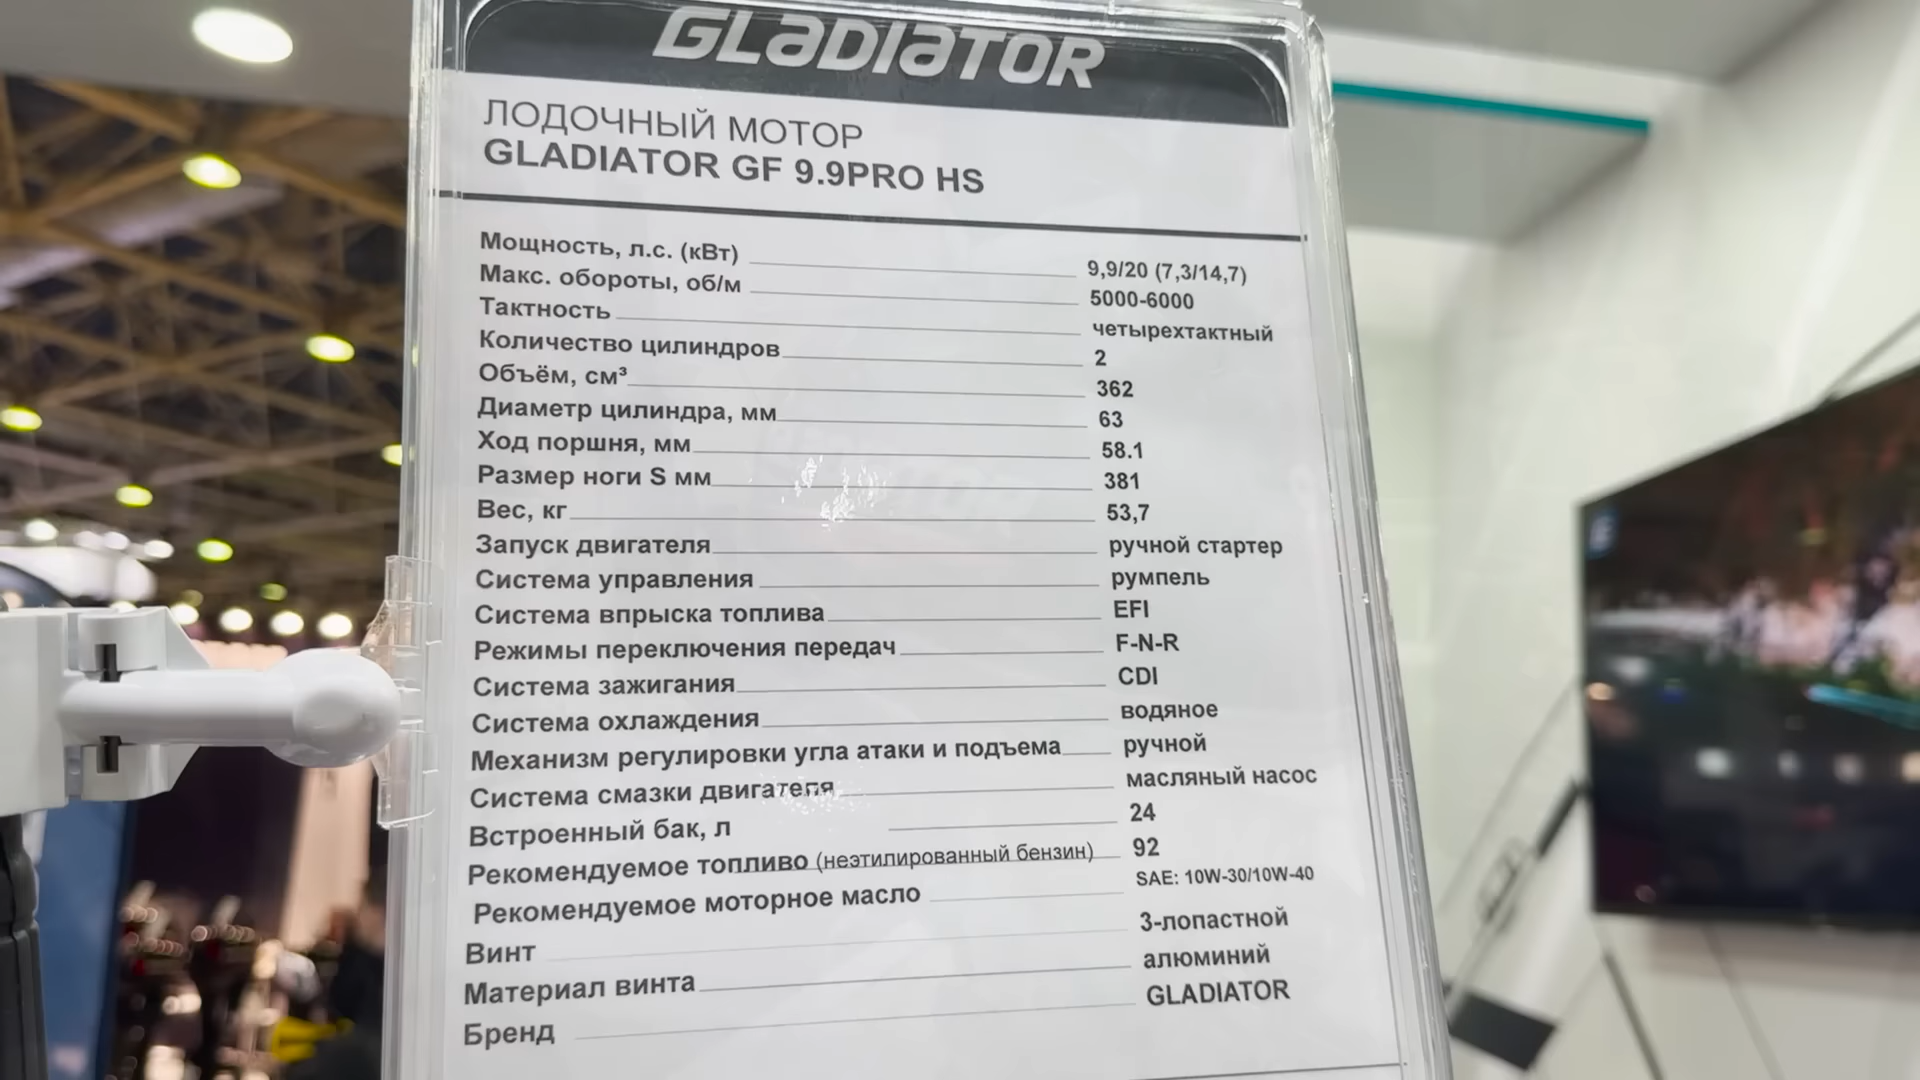 GLADIATOR
ЛОДОЧНЫЙ МОТОР
GLADIATOR GF 9.9PRO HS
Мощность, л.с. (кВт) 9,9/20 (7,3/14,7)
Макс. обороты, об/м 5000-6000
Тактность четырехтактный
Количество цилиндров 2
Объём, см³ 362
Диаметр цилиндра, мм 63
Ход поршня, мм 58.1
Размер ноги S мм 381
Вес, кг 53,7
Запуск двигателя ручной стартер
Система управления румпель
Система впрыска топлива EFI
Режимы переключения передач F-N-R
Система зажигания CDI
Система охлаждения водяное
Механизм регулировки угла атаки и подъема ручной
Система смазки двигателя масляный насос
Встроенный бак, л 24
Рекомендуемое топливо (неэтилированный бензин) 92
Рекомендуемое моторное масло SAE: 10W-30/10W-40
Винт 3-лопастной
Материал винта алюминий
Бренд GLADIATOR